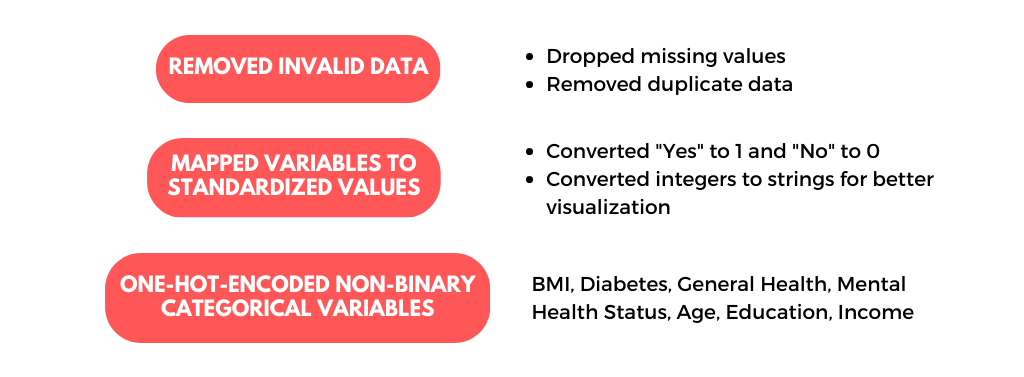 REMOVED INVALID DATA
• Dropped missing values
• Removed duplicate data
MAPPED VARIABLES TO
STANDARDIZED VALUES
• Converted "Yes" to 1 and "No" to 0
• Converted integers to strings for better
visualization
ONE-HOT-ENCODED NON-BINARY
CATEGORICAL VARIABLES
BMI, Diabetes, General Health, Mental
Health Status, Age, Education, Income